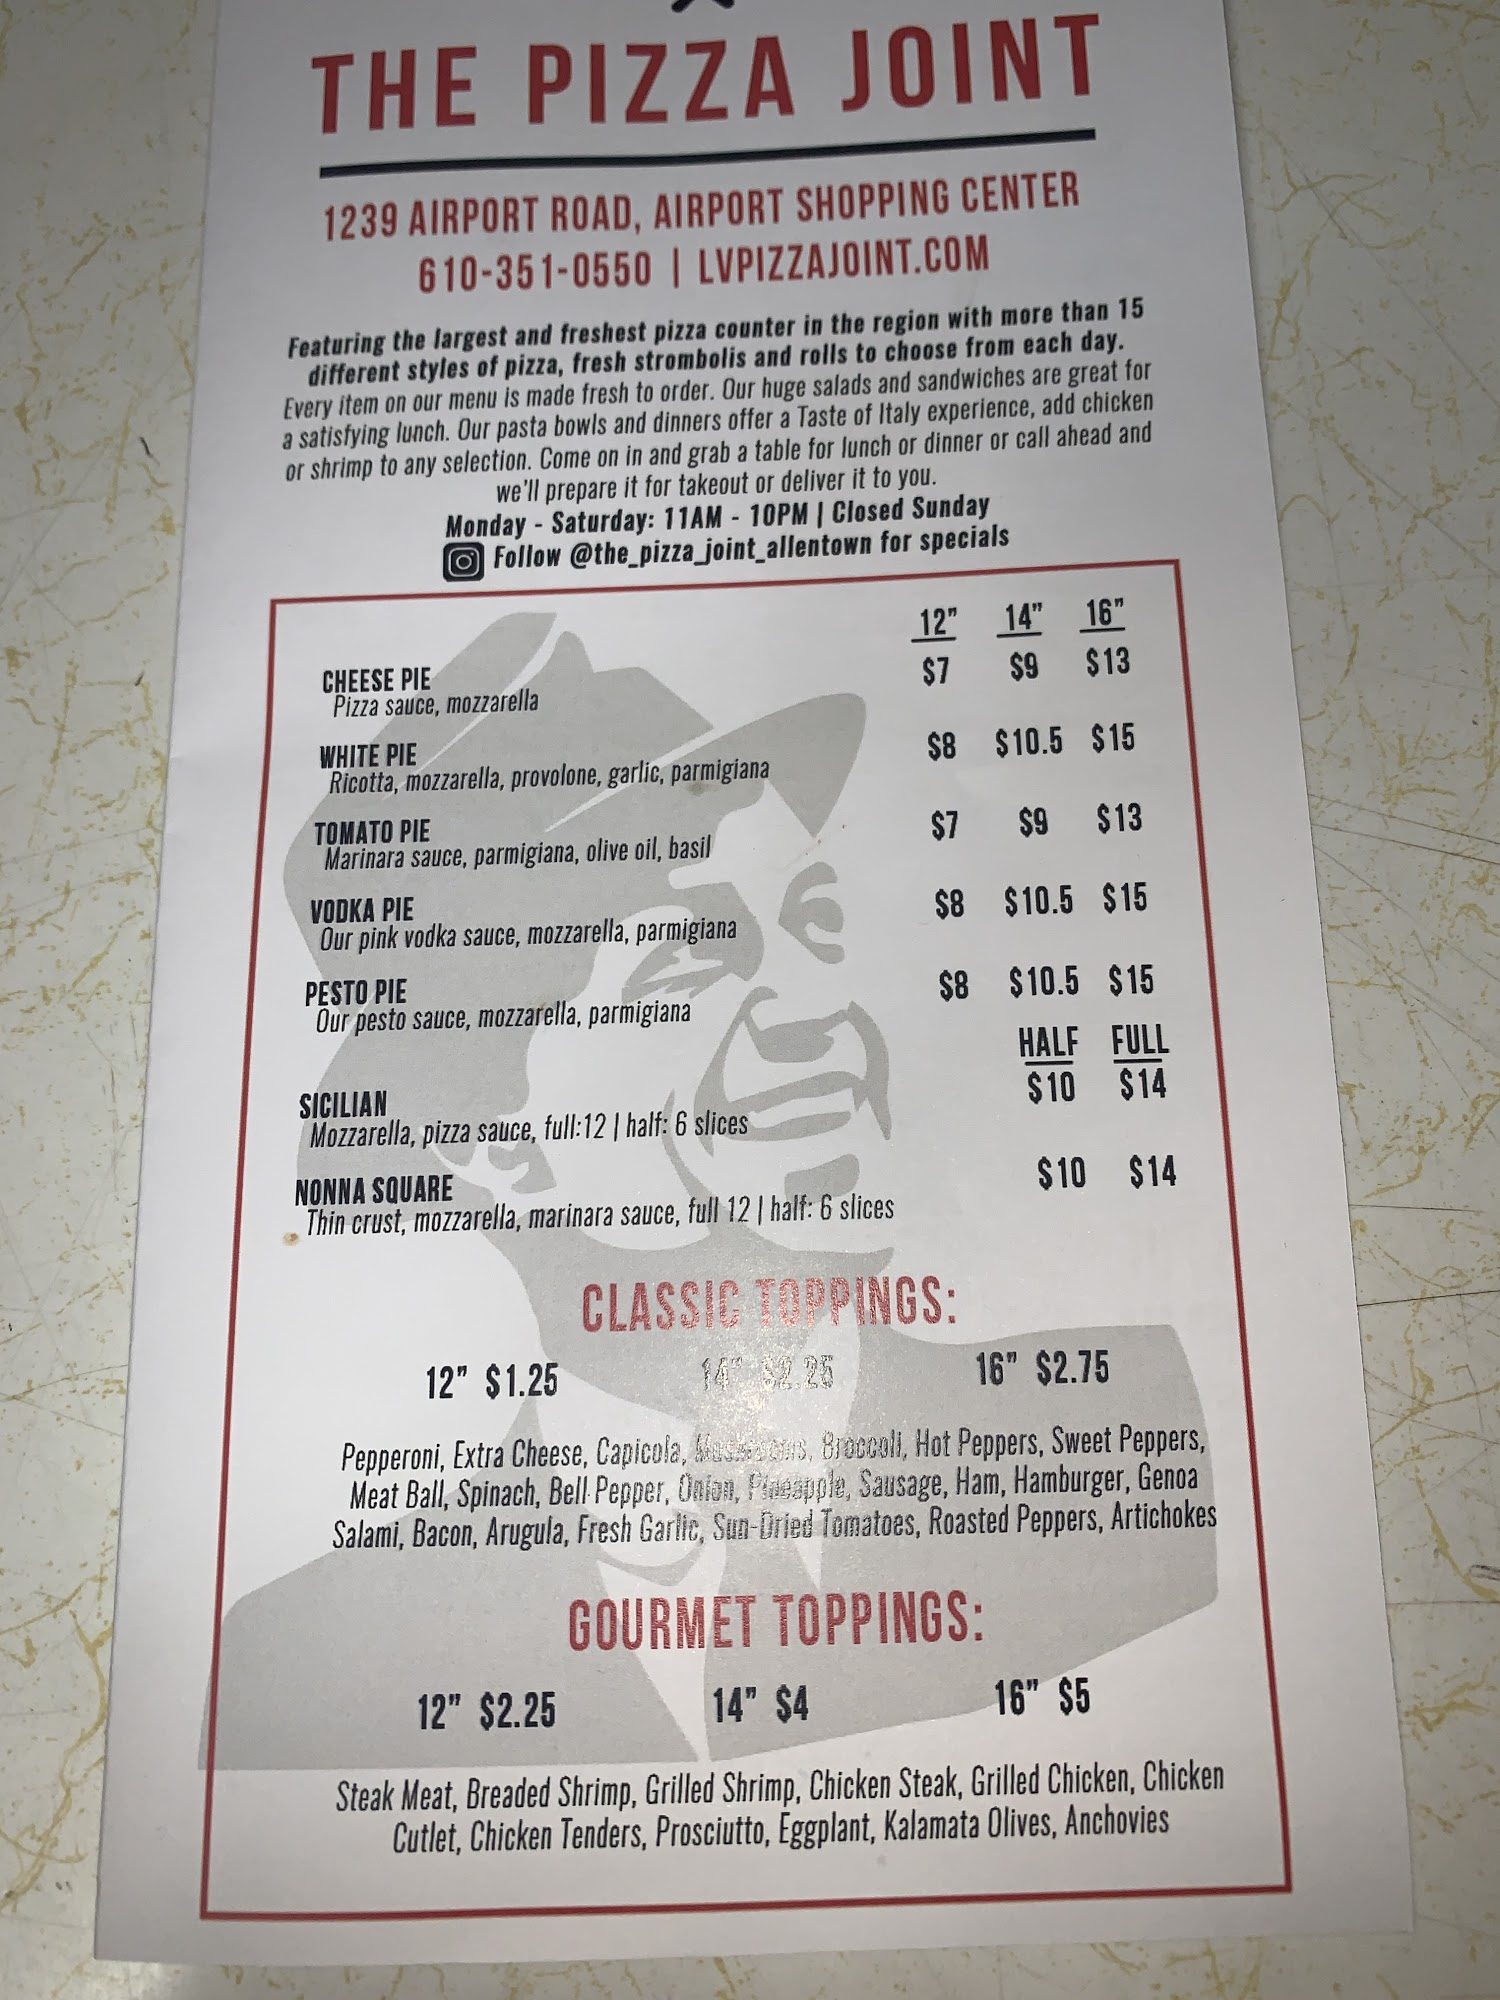 THE PIZZA JOINT
1239 AIRPORT ROAD, AIRPORT SHOPPING CENTER
610-351-0550 | LVPIZZAJOINT.COM
Featuring the largest and freshest pizza counter in the region with more than 15
different styles of pizza, fresh strombolis and rolls to choose from each day.
Every item on our menu is made fresh to order. Our huge salads and sandwiches are great for
a satisfying lunch. Our pasta bowls and dinners offer a Taste of Italy experience, add chicken
or shrimp to any selection. Come on in and grab a table for lunch or dinner or call ahead and
we'll prepare it for takeout or deliver it to you.
Monday - Saturday: 11AM - 10PM | Closed Sunday
Follow @the_pizza_joint_allentown for specials
12" 14" 16"
CHEESE PIE $7 $9 $13
Pizza sauce, mozzarella
WHITE PIE $8 $10.5 $15
Ricotta, mozzarella, provolone, garlic, parmigiana
TOMATO PIE $7 $9 $13
Marinara sauce, parmigiana, olive oil, basil
VODKA PIE $8 $10.5 $15
Our pink vodka sauce, mozzarella, parmigiana
PESTO PIE $8 $10.5 $15
Our pesto sauce, mozzarella, parmigiana
HALF FULL
SICILIAN $10 $14
Mozzarella, pizza sauce, full:12 | half: 6 slices
NONNA SQUARE $10 $14
Thin crust, mozzarella, marinara sauce, full 12 | half: 6 slices
CLASSIC TOPPINGS:
12" $1.25 14" $2.25 16" $2.75
Pepperoni, Extra Cheese, Capicola, Mushrooms, Broccoli, Hot Peppers, Sweet Peppers,
Meat Ball, Spinach, Bell Pepper, Onion, Pineapple, Sausage, Ham, Hamburger, Genoa
Salami, Bacon, Arugula, Fresh Garlic, Sun-Dried Tomatoes, Roasted Peppers, Artichokes
GOURMET TOPPINGS:
12" $2.25 14" $4 16" $5
Steak Meat, Breaded Shrimp, Grilled Shrimp, Chicken Steak, Grilled Chicken, Chicken
Cutlet, Chicken Tenders, Prosciutto, Eggplant, Kalamata Olives, Anchovies